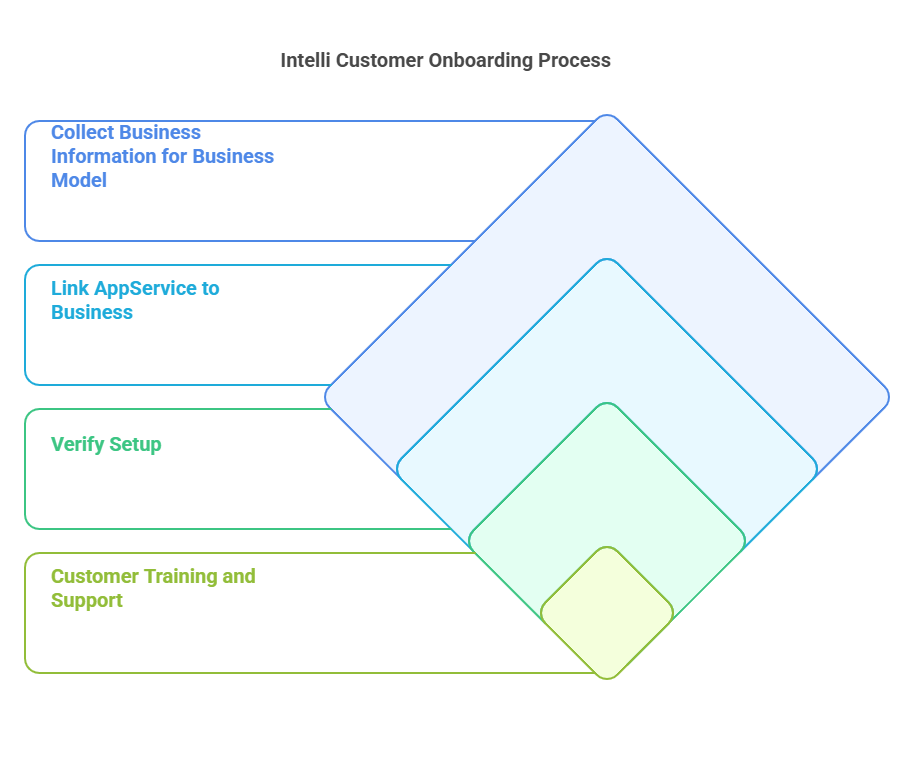 Intelli Customer Onboarding Process
Collect Business
Information for Business
Model
Link AppService to
Business
Verify Setup
Customer Training and
Support